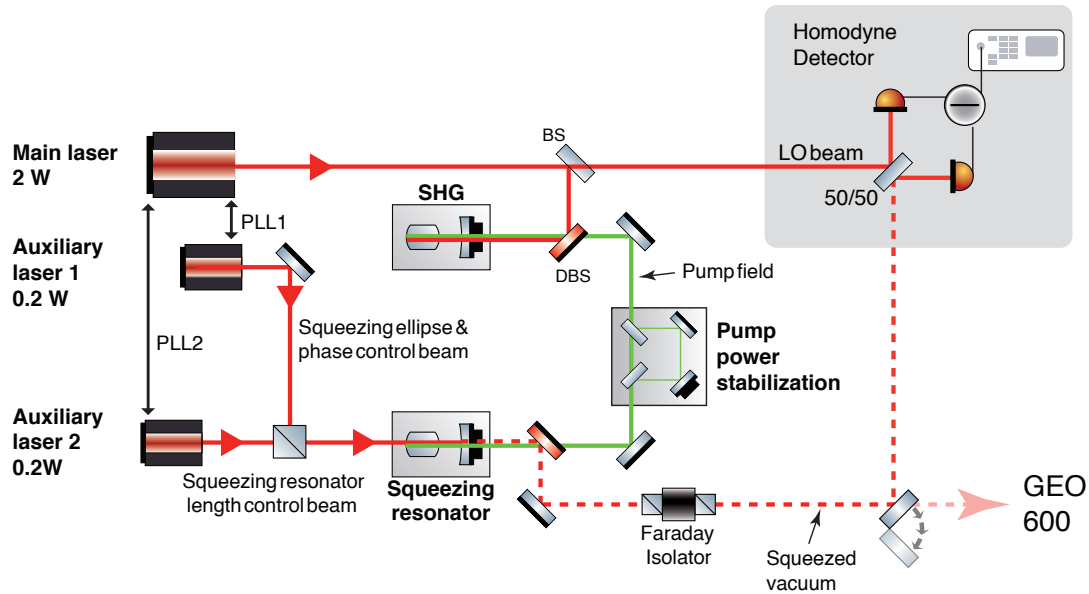 Homodyne
Detector
Main laser
2 W
BS
LO beam
50/50
PLL1
SHG
DBS
Pump field
Auxiliary
laser 1
0.2 W
PLL2
Squeezing ellipse &
phase control beam
Pump
power
stabilization
Auxiliary
laser 2
0.2W
Squeezing resonator
length control beam
Squeezing
resonator
Faraday
Isolator
Squeezed
vacuum
GEO
600